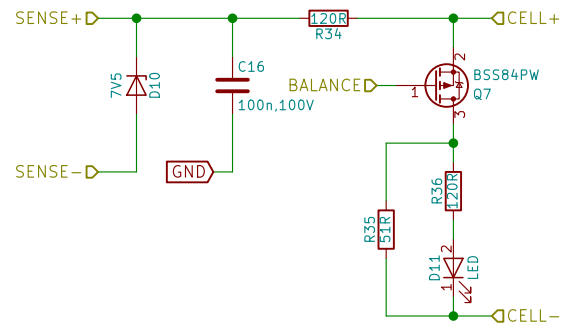 SENSE+
120R
R34
CELL+
7V5
D10
C16
100n,100V
BALANCE
1
2
BSS84PW
Q7
3
SENSE-
GND
R36
120R
R35
51R
D11
2
1
LED
CELL-